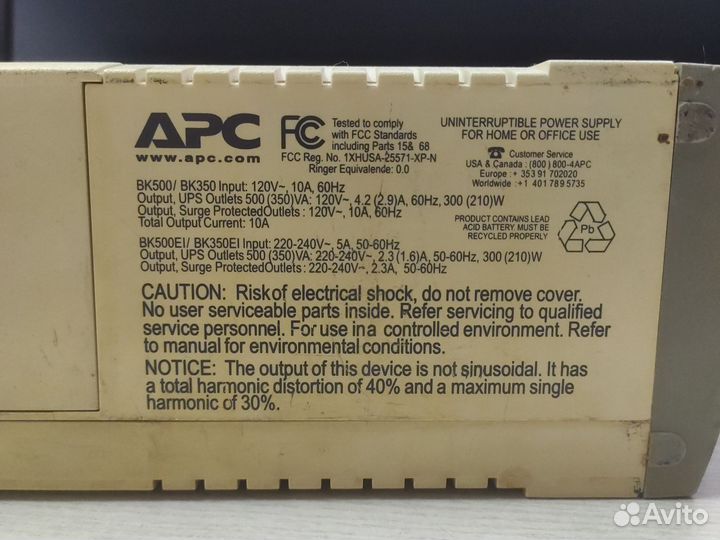 APC
www.apc.com
FC
Tested to comply
with FCC Standards
including Parts 15& 68
FCC Reg. No. 1XHUSA-25571-XP-N
Ringer Equivalence: 0.0
UNINTERRUPTIBLE POWER SUPPLY
FOR HOME OR OFFICE USE
Customer Service
USA & Canada : (800) 800-4APC
Europe : + 353 91 702020
Worldwide : +1 401 789 5735
BK500/ BK350 Input: 120V~, 10A, 60Hz
Output, UPS Outlets 500 (350)VA: 120V~, 4.2 (2.9)A, 60Hz, 300 (210)W
Output, Surge Protected Outlets : 120V~, 10A, 60Hz
Total Output Current: 10A
BK500EI/ BK350EI Input: 220-240V~, 5A, 50-60Hz
Output, UPS Outlets 500 (350)VA: 220-240V~, 2.3 (1.6)A, 50-60Hz, 300 (210)W
Output, Surge Protected Outlets: 220-240V~, 2.3A, 50-60Hz
PRODUCT CONTAINS LEAD
ACID BATTERY. MUST BE
RECYCLED PROPERLY
Pb
CAUTION: Risk of electrical shock, do not remove cover.
No user serviceable parts inside. Refer servicing to qualified
service personnel. For use in a controlled environment. Refer
to manual for environmental conditions.
NOTICE: The output of this device is not sinusoidal. It has
a total harmonic distortion of 40% and a maximum single
harmonic of 30%.
Avito